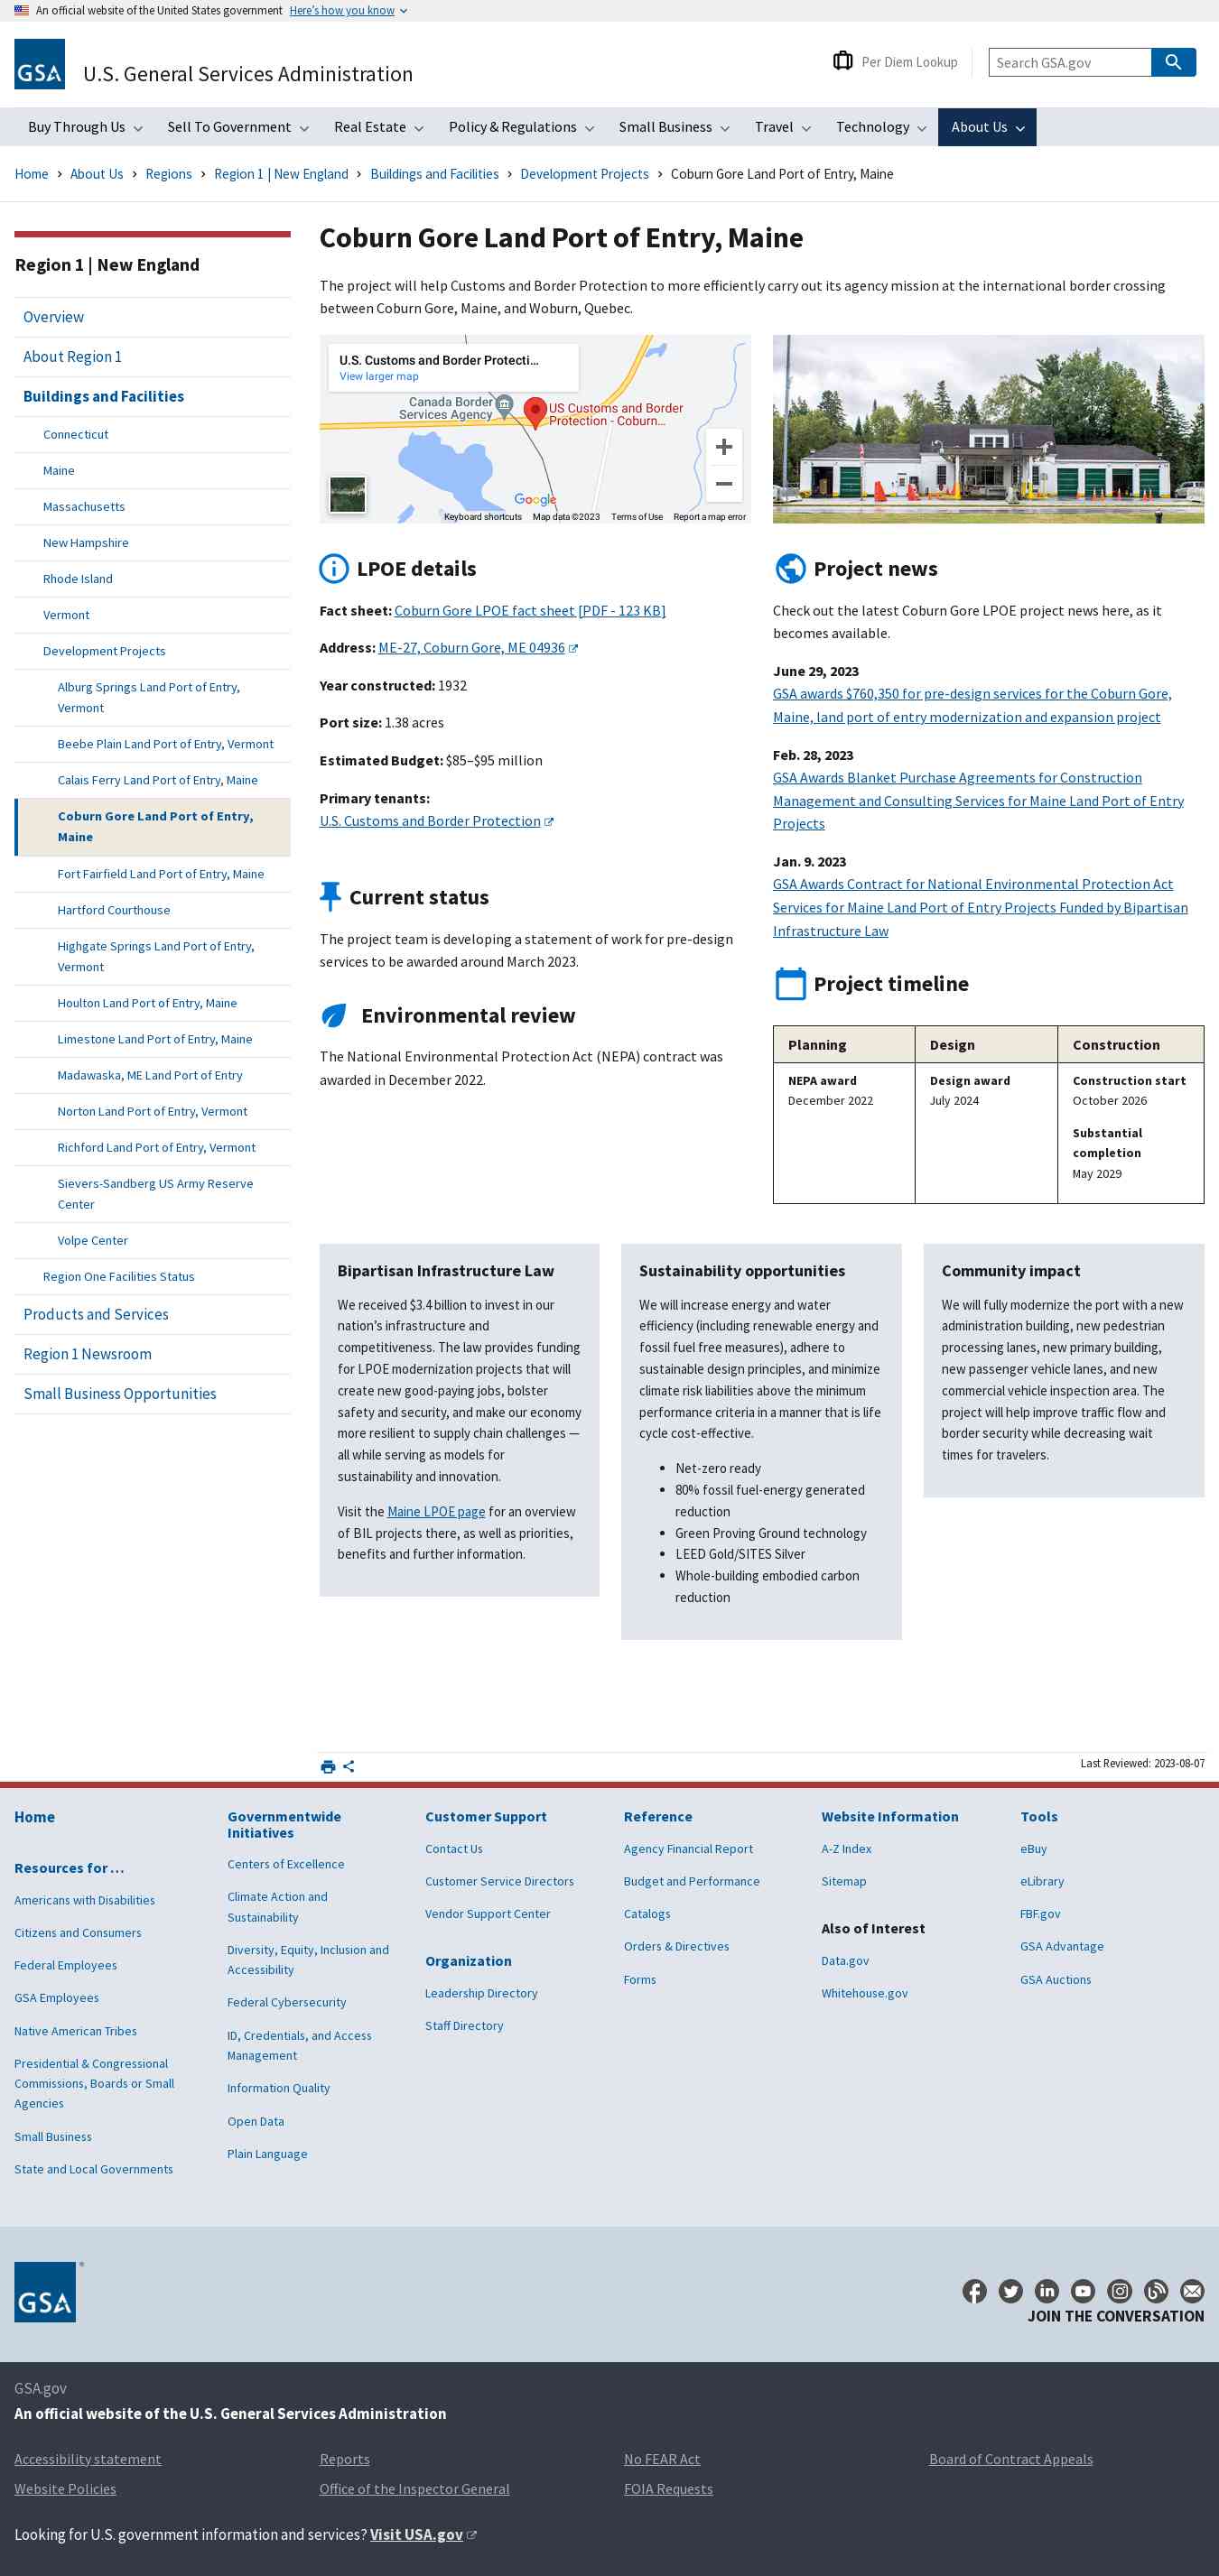 An official website of the United States government Here's how you know
GSA
U.S. General Services Administration
Per Diem Lookup
Search GSA.gov
Buy Through Us Sell To Government Real Estate Policy & Regulations Small Business Travel Technology About Us
Home About Us Regions Region 1 | New England Buildings and Facilities Development Projects Coburn Gore Land Port of Entry, Maine
Region 1 | New England
Overview
About Region 1
Buildings and Facilities
Connecticut
Maine
Massachusetts
New Hampshire
Rhode Island
Vermont
Development Projects
Alburg Springs Land Port of Entry,
Vermont
Beebe Plain Land Port of Entry, Vermont
Calais Ferry Land Port of Entry, Maine
Coburn Gore Land Port of Entry,
Maine
Fort Fairfield Land Port of Entry, Maine
Hartford Courthouse
Highgate Springs Land Port of Entry,
Vermont
Houlton Land Port of Entry, Maine
Limestone Land Port of Entry, Maine
Madawaska, ME Land Port of Entry
Norton Land Port of Entry, Vermont
Richford Land Port of Entry, Vermont
Sievers-Sandberg US Army Reserve
Center
Volpe Center
Region One Facilities Status
Products and Services
Region 1 Newsroom
Small Business Opportunities
Coburn Gore Land Port of Entry, Maine
The project will help Customs and Border Protection to more efficiently carry out its agency mission at the international border crossing
between Coburn Gore, Maine, and Woburn, Quebec.
U.S. Customs and Border Protecti...
View larger map
Canada Border
Services Agency
US Customs and Border
Protection - Coburn...
Google
Keyboard shortcuts Map data ©2023 Terms of Use Report a map error
LPOE details
Fact sheet: Coburn Gore LPOE fact sheet [PDF - 123 KB]
Address: ME-27, Coburn Gore, ME 04936
Year constructed: 1932
Port size: 1.38 acres
Estimated Budget: $85–$95 million
Primary tenants:
U.S. Customs and Border Protection
Current status
The project team is developing a statement of work for pre-design
services to be awarded around March 2023.
Environmental review
The National Environmental Protection Act (NEPA) contract was
awarded in December 2022.
Project news
Check out the latest Coburn Gore LPOE project news here, as it
becomes available.
June 29, 2023
GSA awards $760,350 for pre-design services for the Coburn Gore,
Maine, land port of entry modernization and expansion project
Feb. 28, 2023
GSA Awards Blanket Purchase Agreements for Construction
Management and Consulting Services for Maine Land Port of Entry
Projects
Jan. 9. 2023
GSA Awards Contract for National Environmental Protection Act
Services for Maine Land Port of Entry Projects Funded by Bipartisan
Infrastructure Law
Project timeline
Planning Design Construction
NEPA award
December 2022
Design award
July 2024
Construction start
October 2026
Substantial
completion
May 2029
Bipartisan Infrastructure Law
We received $3.4 billion to invest in our
nation's infrastructure and
competitiveness. The law provides funding
for LPOE modernization projects that will
create new good-paying jobs, bolster
safety and security, and make our economy
more resilient to supply chain challenges —
all while serving as models for
sustainability and innovation.
Visit the Maine LPOE page for an overview
of BIL projects there, as well as priorities,
benefits and further information.
Sustainability opportunities
We will increase energy and water
efficiency (including renewable energy and
fossil fuel free measures), adhere to
sustainable design principles, and minimize
climate risk liabilities above the minimum
performance criteria in a manner that is life
cycle cost-effective.
• Net-zero ready
• 80% fossil fuel-energy generated
reduction
• Green Proving Ground technology
• LEED Gold/SITES Silver
• Whole-building embodied carbon
reduction
Community impact
We will fully modernize the port with a new
administration building, new pedestrian
processing lanes, new primary building,
new passenger vehicle lanes, and new
commercial vehicle inspection area. The
project will help improve traffic flow and
border security while decreasing wait
times for travelers.
Last Reviewed: 2023-08-07
Home
Resources for …
Americans with Disabilities
Citizens and Consumers
Federal Employees
GSA Employees
Native American Tribes
Presidential & Congressional
Commissions, Boards or Small
Agencies
Small Business
State and Local Governments
Governmentwide
Initiatives
Centers of Excellence
Climate Action and
Sustainability
Diversity, Equity, Inclusion and
Accessibility
Federal Cybersecurity
ID, Credentials, and Access
Management
Information Quality
Open Data
Plain Language
Customer Support
Contact Us
Customer Service Directors
Vendor Support Center
Organization
Leadership Directory
Staff Directory
Reference
Agency Financial Report
Budget and Performance
Catalogs
Orders & Directives
Forms
Website Information
A-Z Index
Sitemap
Also of Interest
Data.gov
Whitehouse.gov
Tools
eBuy
eLibrary
FBF.gov
GSA Advantage
GSA Auctions
GSA ®
JOIN THE CONVERSATION
GSA.gov
An official website of the U.S. General Services Administration
Accessibility statement Reports No FEAR Act Board of Contract Appeals
Website Policies Office of the Inspector General FOIA Requests
Looking for U.S. government information and services? Visit USA.gov